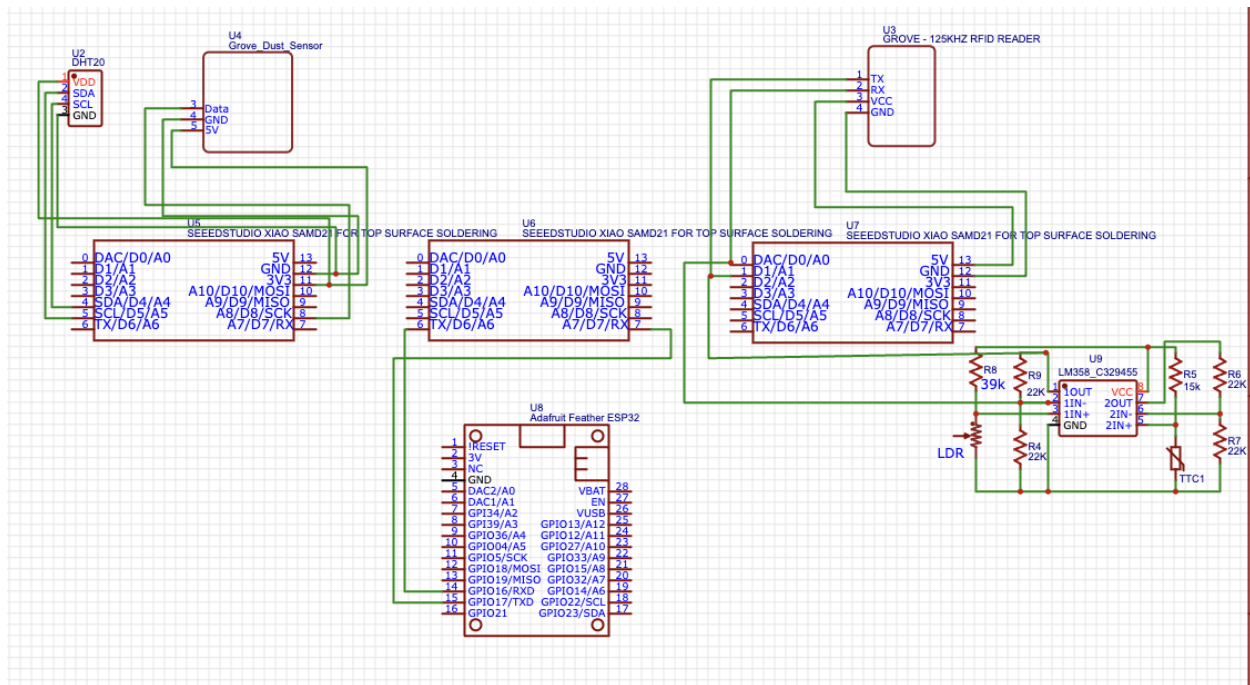 U2
DHT20
1 VDD
2 SDA
4 SCL
3 GND
U4
Grove_Dust_Sensor
3 Data
4 GND
5 5V
U3
GROVE - 125KHZ RFID READER
1 TX
2 RX
3 VCC
4 GND
U5
SEEEDSTUDIO XIAO SAMD21 FOR TOP SURFACE SOLDERING
0 DAC/D0/A0 5V 13
1 D1/A1 GND 12
2 D2/A2 3V3 11
3 D3/A3 A10/D10/MOSI 10
4 SDA/D4/A4 A9/D9/MISO 9
5 SCL/D5/A5 A8/D8/SCK 8
6 TX/D6/A6 A7/D7/RX 7
U6
SEEEDSTUDIO XIAO SAMD21 FOR TOP SURFACE SOLDERING
0 DAC/D0/A0 5V 13
1 D1/A1 GND 12
2 D2/A2 3V3 11
3 D3/A3 A10/D10/MOSI 10
4 SDA/D4/A4 A9/D9/MISO 9
5 SCL/D5/A5 A8/D8/SCK 8
6 TX/D6/A6 A7/D7/RX 7
U7
SEEEDSTUDIO XIAO SAMD21 FOR TOP SURFACE SOLDERING
0 DAC/D0/A0 5V 13
1 D1/A1 GND 12
2 D2/A2 3V3 11
3 D3/A3 A10/D10/MOSI 10
4 SDA/D4/A4 A9/D9/MISO 9
5 SCL/D5/A5 A8/D8/SCK 8
6 TX/D6/A6 A7/D7/RX 7
U9
LM358_C329455
1 1OUT VCC 8
2 1IN- 2OUT 7
3 1IN+ 2IN- 6
4 GND 2IN+ 5
R8
39k
R9
22K
R5
15k
R6
22K
LDR
R4
22K
R7
22K
TTC1
U8
Adafruit Feather ESP32
1 !RESET
2 3V
3 NC
4 GND
5 DAC2/A0 VBAT 28
6 DAC1/A1 EN 27
7 GPI34/A2 VUSB 26
8 GPI39/A3 GPIO13/A12 25
9 GPIO36/A4 GPIO12/A11 24
10 GPIO04/A5 GPIO27/A10 23
11 GPIO5/SCK GPIO33/A9 22
12 GPIO18/MOSI GPIO15/A8 21
13 GPIO19/MISO GPIO32/A7 20
14 GPIO16/RXD GPIO14/A6 19
15 GPIO17/TXD GPIO22/SCL 18
16 GPIO21 GPIO23/SDA 17